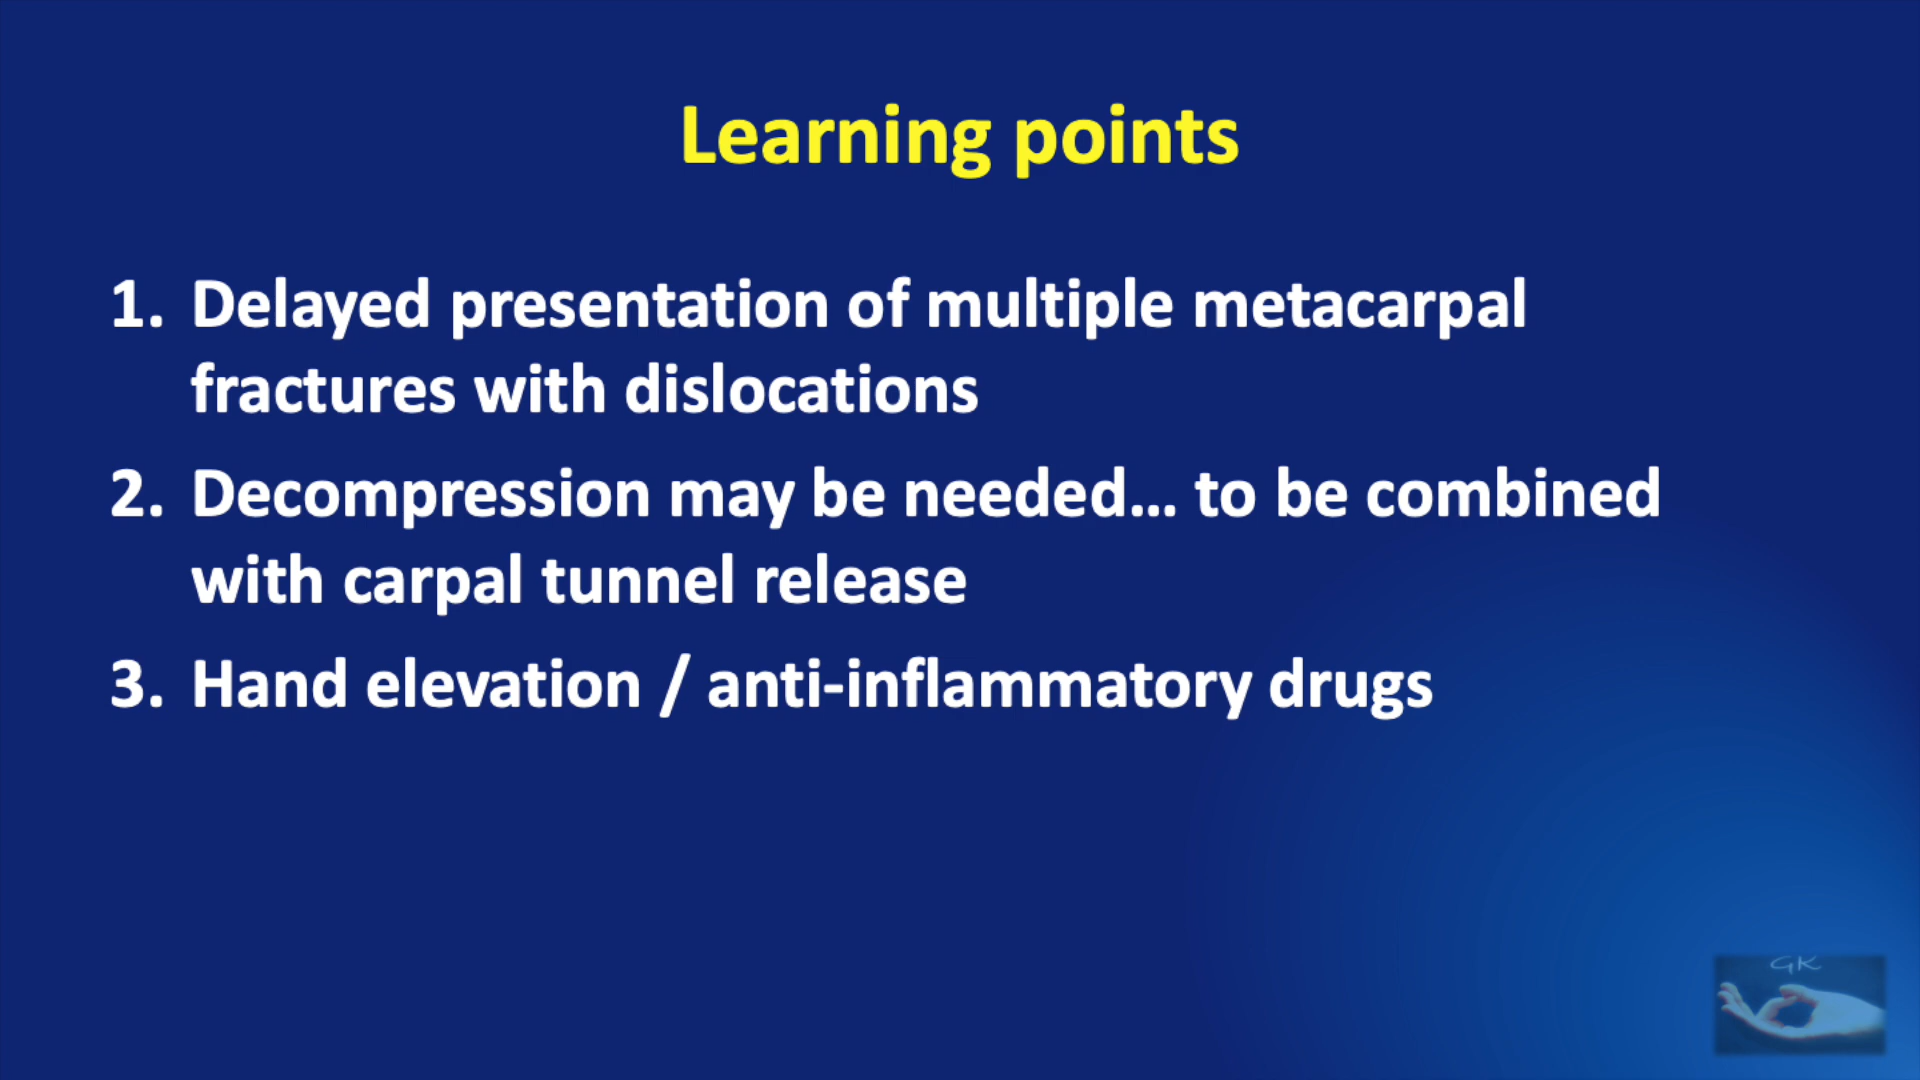 Learning points
1. Delayed presentation of multiple metacarpal
fractures with dislocations
2. Decompression may be needed... to be combined
with carpal tunnel release
3. Hand elevation / anti-inflammatory drugs
GK